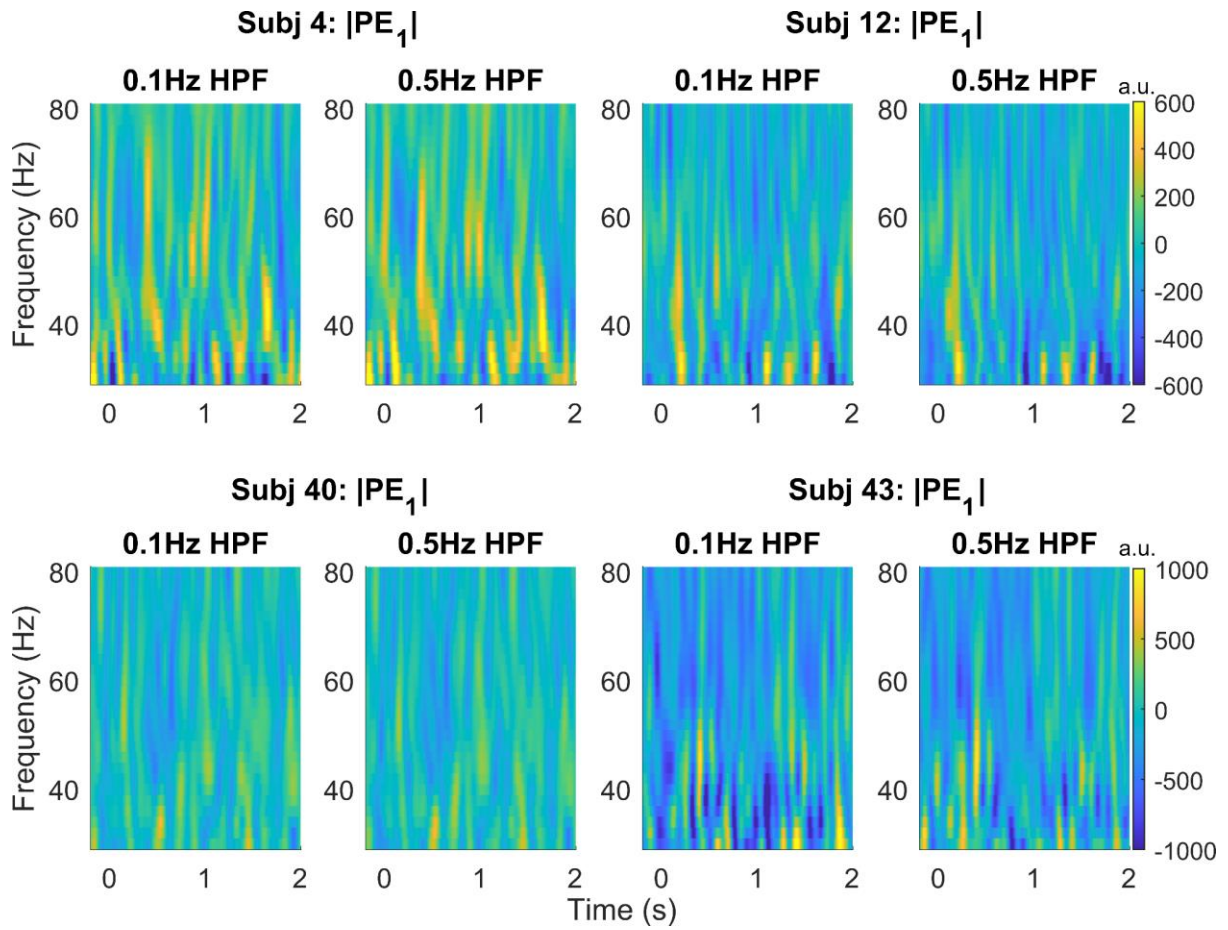 Subj 4: |PE₁|
Subj 12: |PE₁|
0.1Hz HPF
0.5Hz HPF
0.1Hz HPF
0.5Hz HPF
a.u.
Frequency (Hz)
80
60
40
0 1 2
80
60
40
0 1 2
80
60
40
0 1 2
80
60
40
0 1 2
600
400
200
0
-200
-400
-600
Subj 40: |PE₁|
Subj 43: |PE₁|
0.1Hz HPF
0.5Hz HPF
0.1Hz HPF
0.5Hz HPF
a.u.
Frequency (Hz)
80
60
40
0 1 2
80
60
40
0 1 2
80
60
40
0 1 2
80
60
40
0 1 2
1000
500
0
-500
-1000
Time (s)